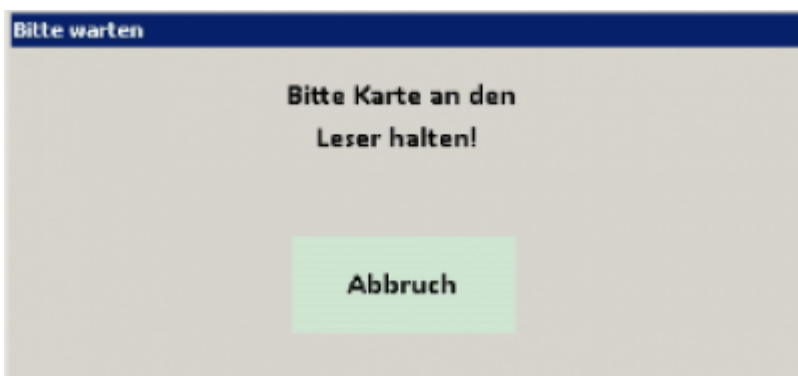 Bitte warten
Bitte Karte an den
Leser halten!
Abbruch